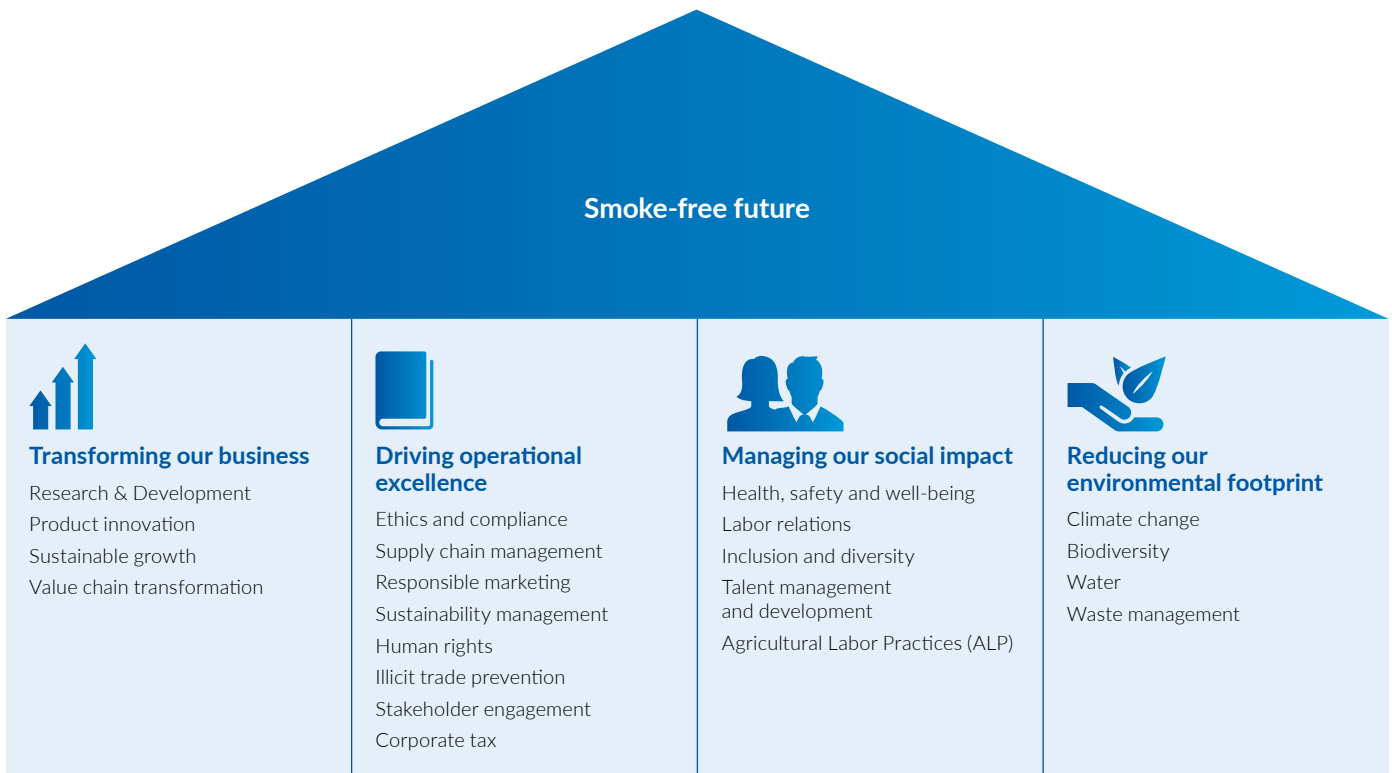 Smoke-free future
Transforming our business
Research & Development
Product innovation
Sustainable growth
Value chain transformation
Driving operational
excellence
Ethics and compliance
Supply chain management
Responsible marketing
Sustainability management
Human rights
Illicit trade prevention
Stakeholder engagement
Corporate tax
Managing our social impact
Health, safety and well-being
Labor relations
Inclusion and diversity
Talent management
and development
Agricultural Labor Practices (ALP)
Reducing our
environmental footprint
Climate change
Biodiversity
Water
Waste management